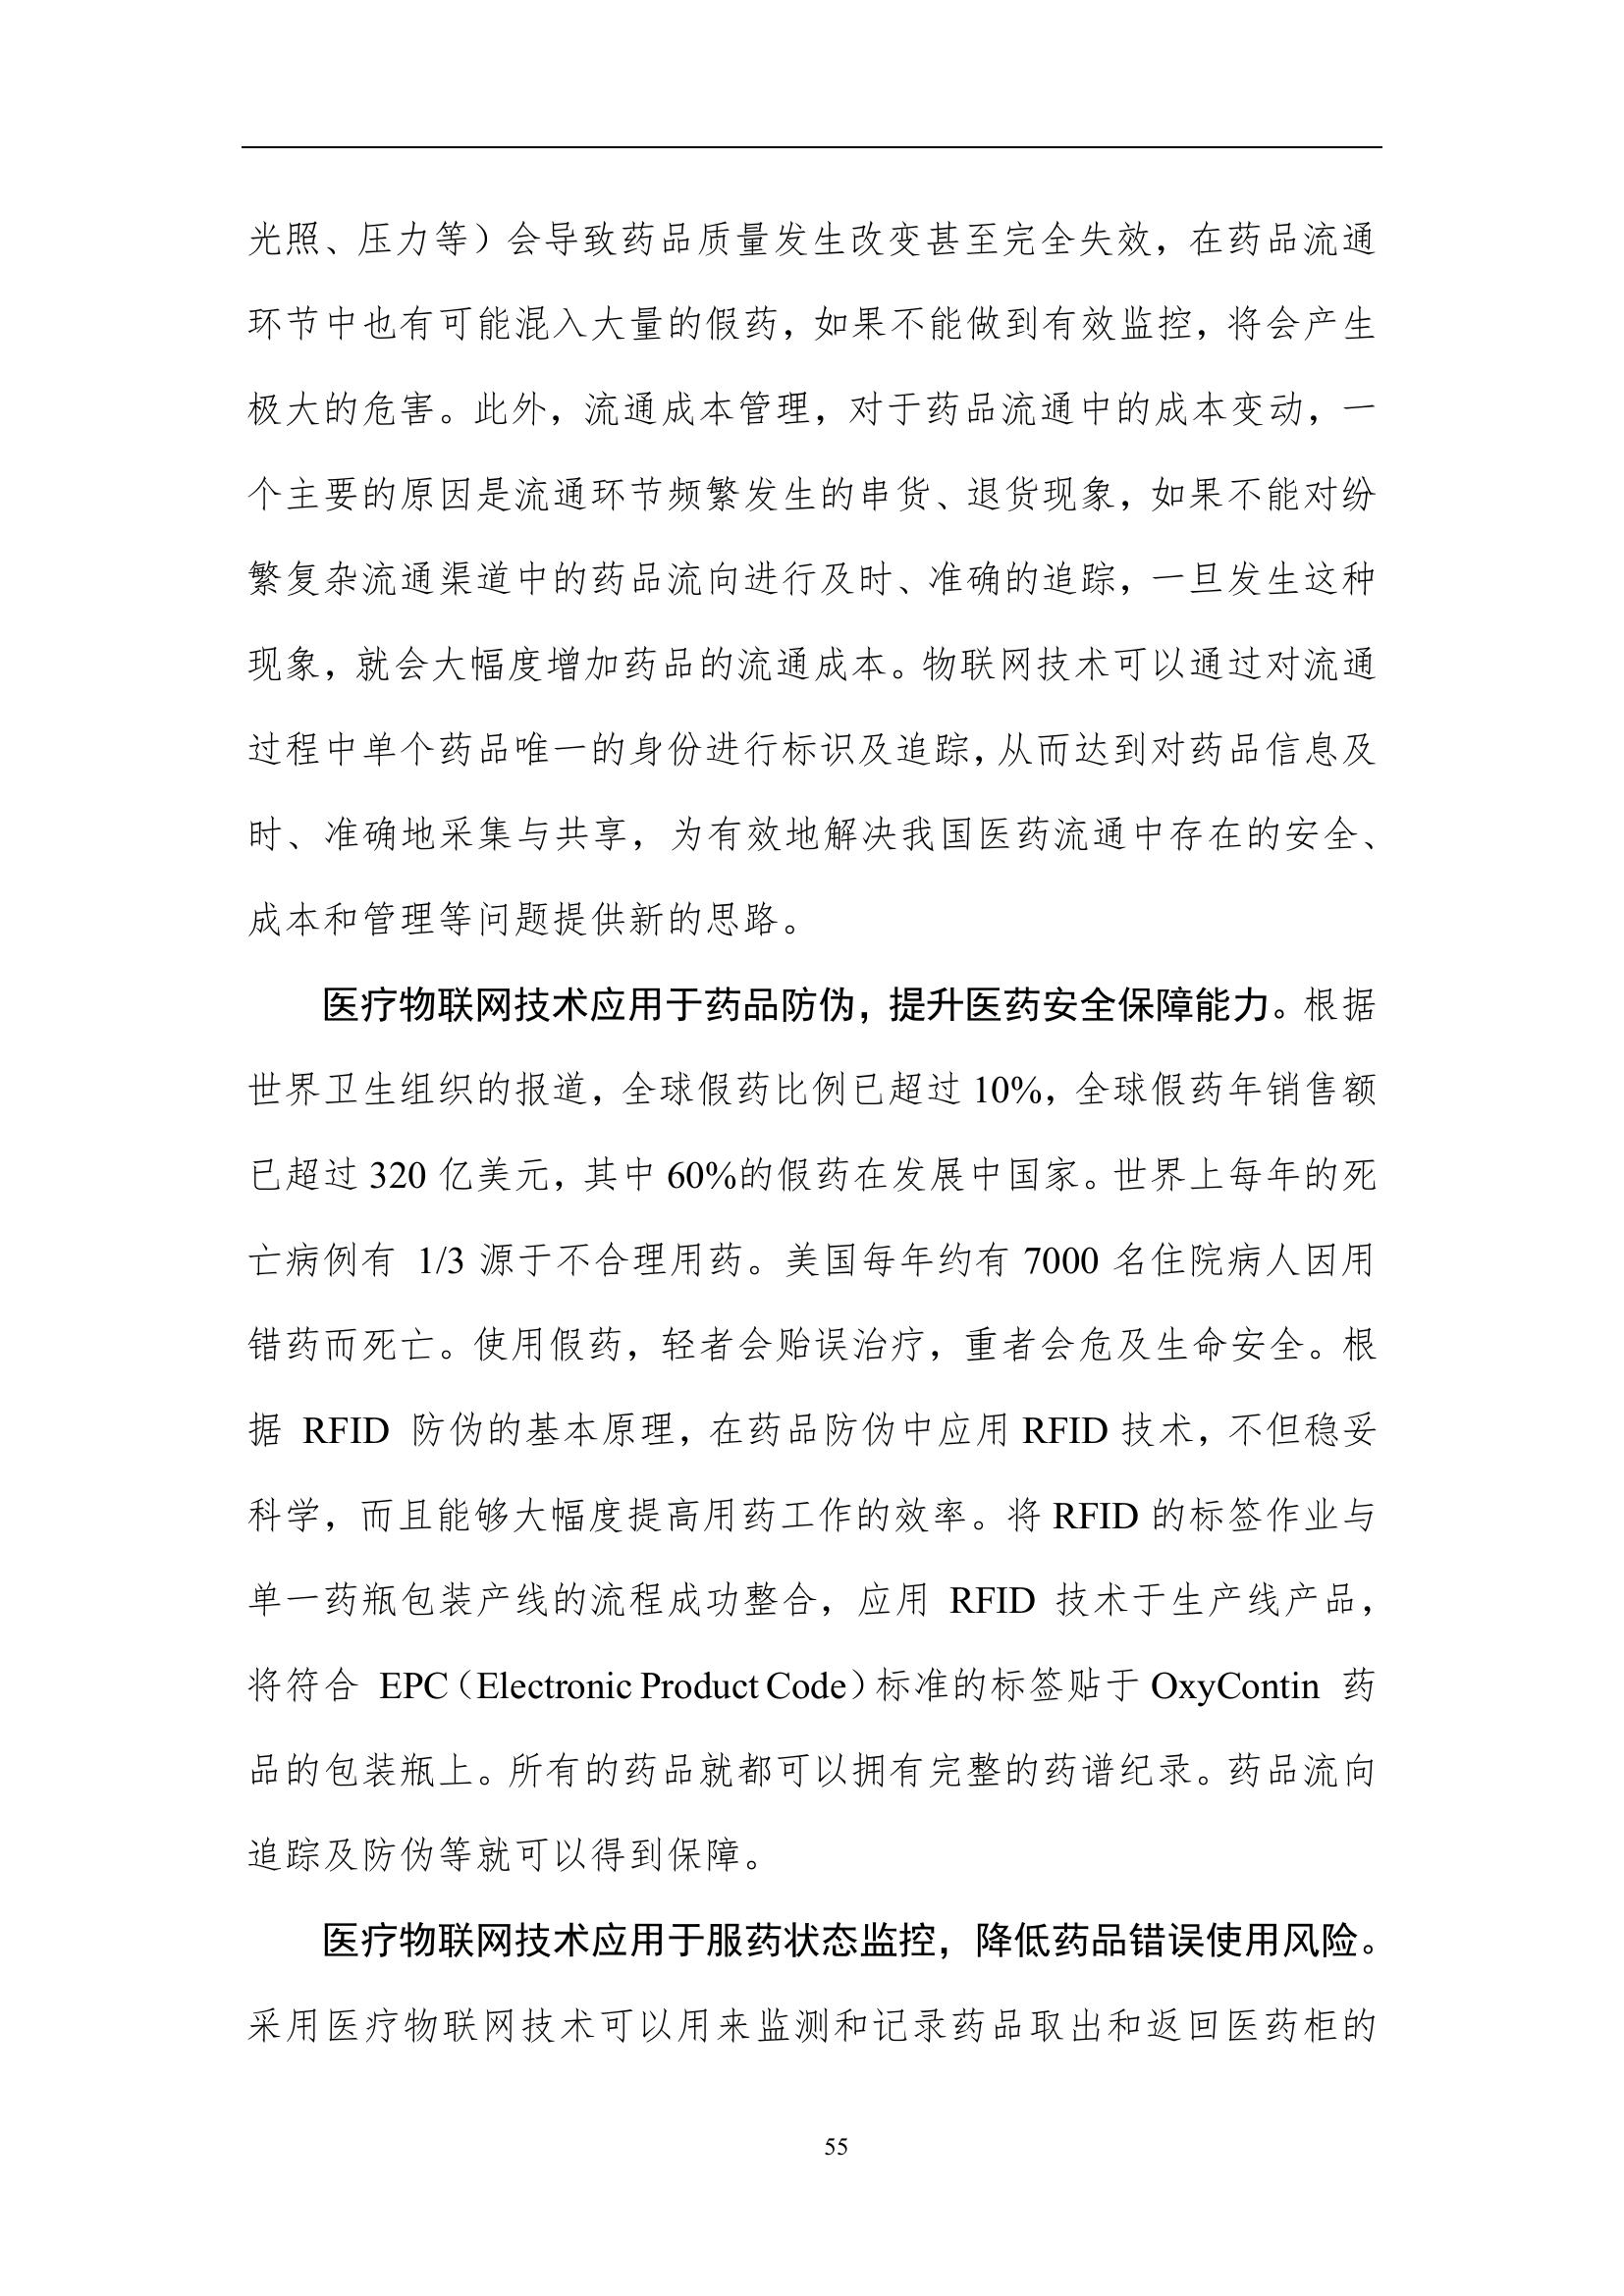 光照、压力等）会导致药品质量发生改变甚至完全失效，在药品流通
环节中也有可能混入大量的假药，如果不能做到有效监控，将会产生
极大的危害。此外，流通成本管理，对于药品流通中的成本变动，一
个主要的原因是流通环节频繁发生的串货、退货现象，如果不能对纷
繁复杂流通渠道中的药品流向进行及时、准确的追踪，一旦发生这种
现象，就会大幅度增加药品的流通成本。物联网技术可以通过对流通
过程中单个药品唯一的身份进行标识及追踪，从而达到对药品信息及
时、准确地采集与共享，为有效地解决我国医药流通中存在的安全、
成本和管理等问题提供新的思路。
医疗物联网技术应用于药品防伪，提升医药安全保障能力。根据
世界卫生组织的报道，全球假药比例已超过 10%，全球假药年销售额
已超过 320 亿美元，其中 60%的假药在发展中国家。世界上每年的死
亡病例有 1/3 源于不合理用药。美国每年约有 7000 名住院病人因用
错药而死亡。使用假药，轻者会贻误治疗，重者会危及生命安全。根
据 RFID 防伪的基本原理，在药品防伪中应用 RFID 技术，不但稳妥
科学，而且能够大幅度提高用药工作的效率。将 RFID 的标签作业与
单一药瓶包装产线的流程成功整合，应用 RFID 技术于生产线产品，
将符合 EPC（Electronic Product Code）标准的标签贴于 OxyContin 药
品的包装瓶上。所有的药品就都可以拥有完整的药谱纪录。药品流向
追踪及防伪等就可以得到保障。
医疗物联网技术应用于服药状态监控，降低药品错误使用风险。
采用医疗物联网技术可以用来监测和记录药品取出和返回医药柜的
55